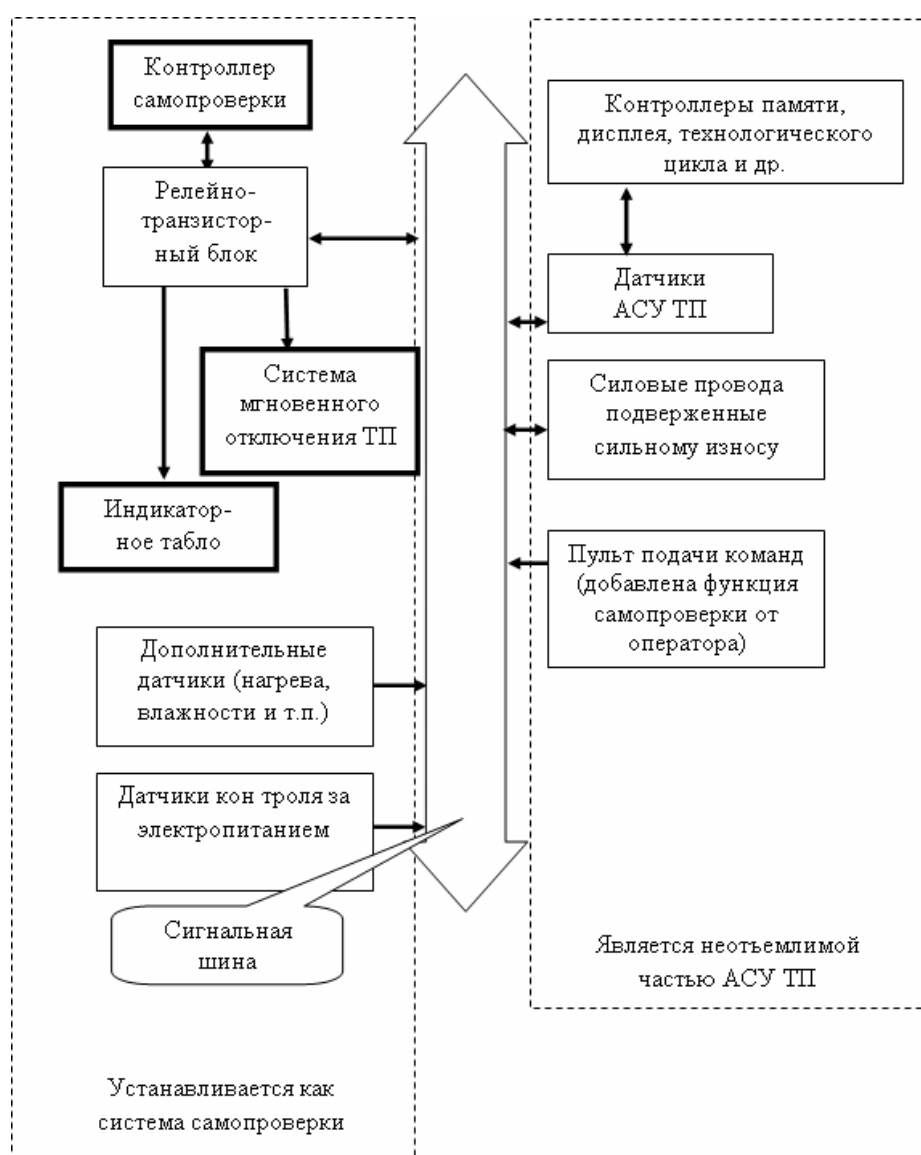 Контроллер
самопроверки
Релейно-
транзистор-
ный блок
Система
мгновенного
отключения ТП
Индикатор-
ное табло
Дополнительные
датчики (нагрева,
влажности и т.п.)
Датчики кон троля за
электропитанием
Сигнальная
шина
Устанавливается как
система самопроверки
Контроллеры памяти,
дисплея, технологического
цикла и др.
Датчики
АСУ ТП
Силовые провода
подверженные
сильному износу
Пульт подачи команд
(добавлена функция
самопроверки от
оператора)
Является неотъемлимой
частью АСУ ТП